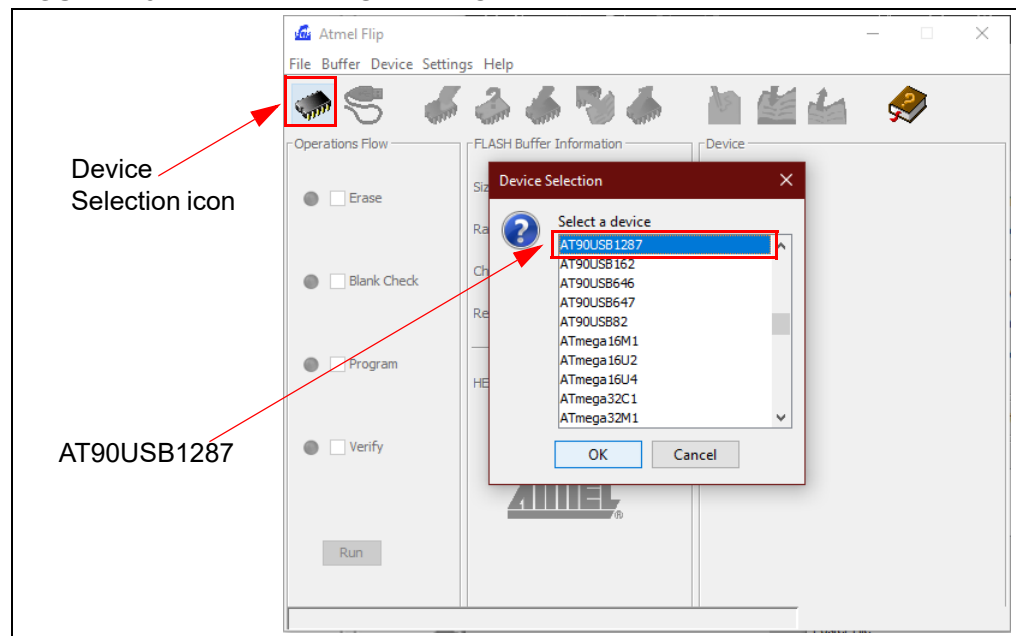 Atmel Flip
File Buffer Device Settings Help
Operations Flow
FLASH Buffer Information
Device
Device
Selection icon
Erase
Blank Check
Program
Verify
Run
Device Selection
Select a device
AT90USB1287
AT90USB162
AT90USB646
AT90USB647
AT90USB82
ATmega16M1
ATmega16U2
ATmega16U4
ATmega32C1
ATmega32M1
OK Cancel
AT90USB1287
ATMEL®